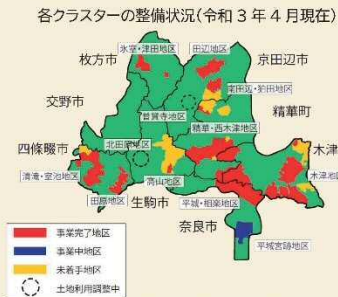 各クラスターの整備状況(令和3年4月現在)
枚方市
氷室・津田地区
田辺地区
京田辺市
交野市
南田辺・狛田地区
普賢寺地区
精華町
精華・西木津地区
四條畷市
北田原地区
木津
清滝・室池地区
高山地区
木津地区
田原地区
生駒市
平城・相楽地区
奈良市
平城宮跡地区
事業完了地区
事業中地区
未着手地区
土地利用調整中